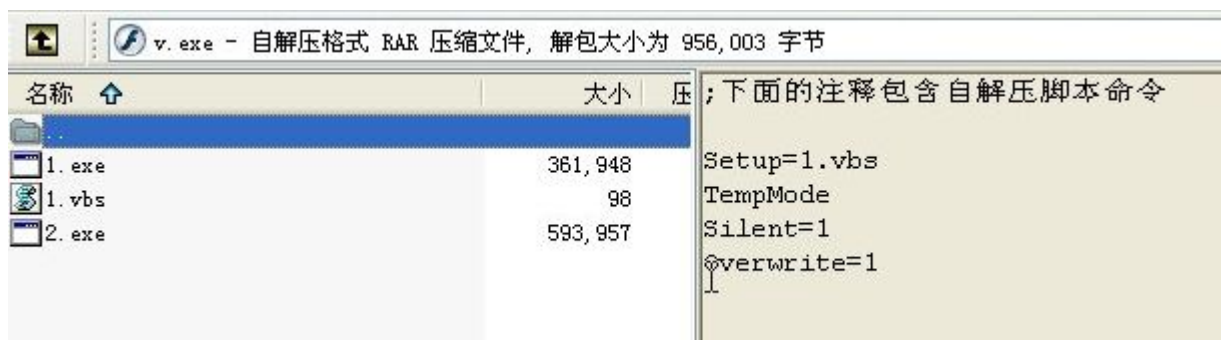 v.exe - 自解压格式 RAR 压缩文件, 解包大小为 956,003 字节
名称 大小 压
..
1.exe 361,948
1.vbs 98
2.exe 593,957
;下面的注释包含自解压脚本命令
Setup=1.vbs
TempMode
Silent=1
Overwrite=1